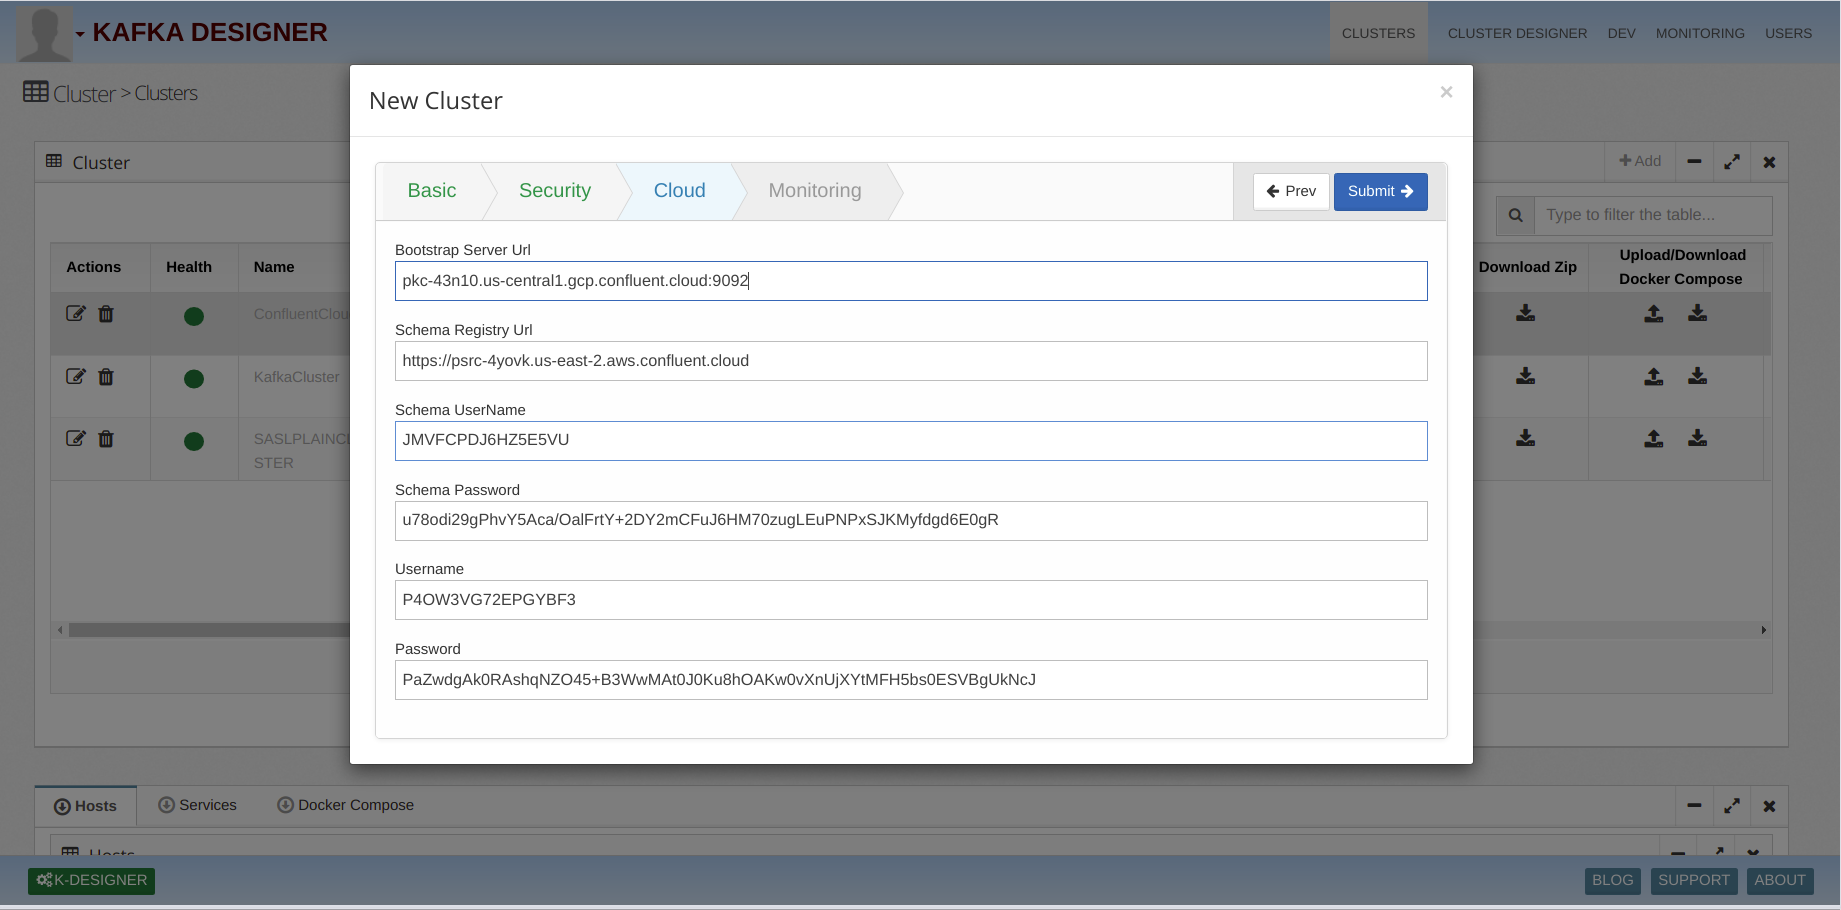 KAFKA DESIGNER
CLUSTERS
CLUSTER DESIGNER
DEV
MONITORING
USERS
Cluster > Clusters
New Cluster
×
Cluster
Add
Basic
Security
Cloud
Monitoring
Prev
Submit
Type to filter the table...
Actions
Health
Name
Download Zip
Upload/Download
Docker Compose
Bootstrap Server Url
pkc-43n10.us-central1.gcp.confluent.cloud:9092
ConfluentClou
Schema Registry Url
https://psrc-4yovk.us-east-2.aws.confluent.cloud
KafkaCluster
Schema UserName
JMVFCPDJ6HZ5E5VU
SASLPLAINCL
STER
Schema Password
u78odi29gPhvY5Aca/OalFrtY+2DY2mCFuJ6HM70zugLEuPNPxSJKMyfdgd6E0gR
Username
P4OW3VG72EPGYBF3
Password
PaZwdgAk0RAshqNZO45+B3WwMAt0J0Ku8hOAKw0vXnUjXYtMFH5bs0ESVBgUkNcJ
Hosts
Services
Docker Compose
Hosts
K-DESIGNER
BLOG
SUPPORT
ABOUT